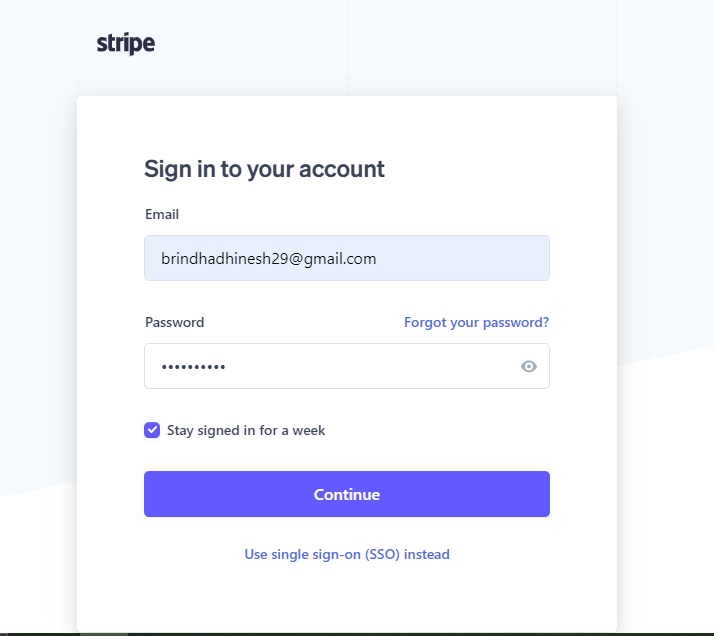 stripe
Sign in to your account
Email
brindhadhinesh29@gmail.com
Password Forgot your password?
••••••••••
Stay signed in for a week
Continue
Use single sign-on (SSO) instead